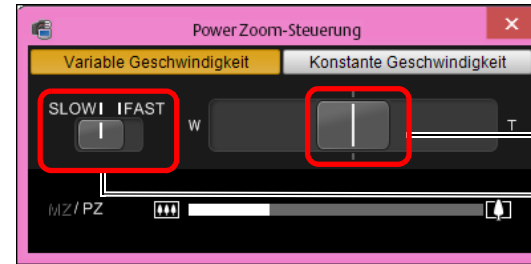 Power Zoom-Steuerung
Variable Geschwindigkeit Konstante Geschwindigkeit
SLOW FAST
W T
MZ/PZ